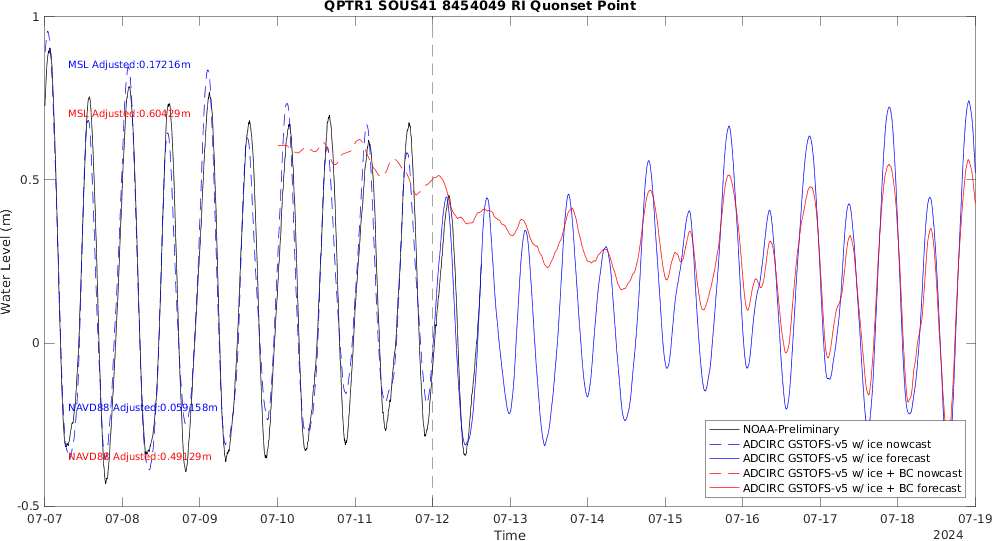 QPTR1 SOUS41 8454049 RI Quonset Point
1
0.5
0
-0.5
Water Level (m)
MSL Adjusted:0.17216m
MSL Adjusted:0.60429m
NAVD88 Adjusted:0.059158m
NAVD88 Adjusted:0.49129m
NOAA-Preliminary
ADCIRC GSTOFS-v5 w/ ice nowcast
ADCIRC GSTOFS-v5 w/ ice forecast
ADCIRC GSTOFS-v5 w/ ice + BC nowcast
ADCIRC GSTOFS-v5 w/ ice + BC forecast
07-07 07-08 07-09 07-10 07-11 07-12 07-13 07-14 07-15 07-16 07-17 07-18 07-19
Time
2024